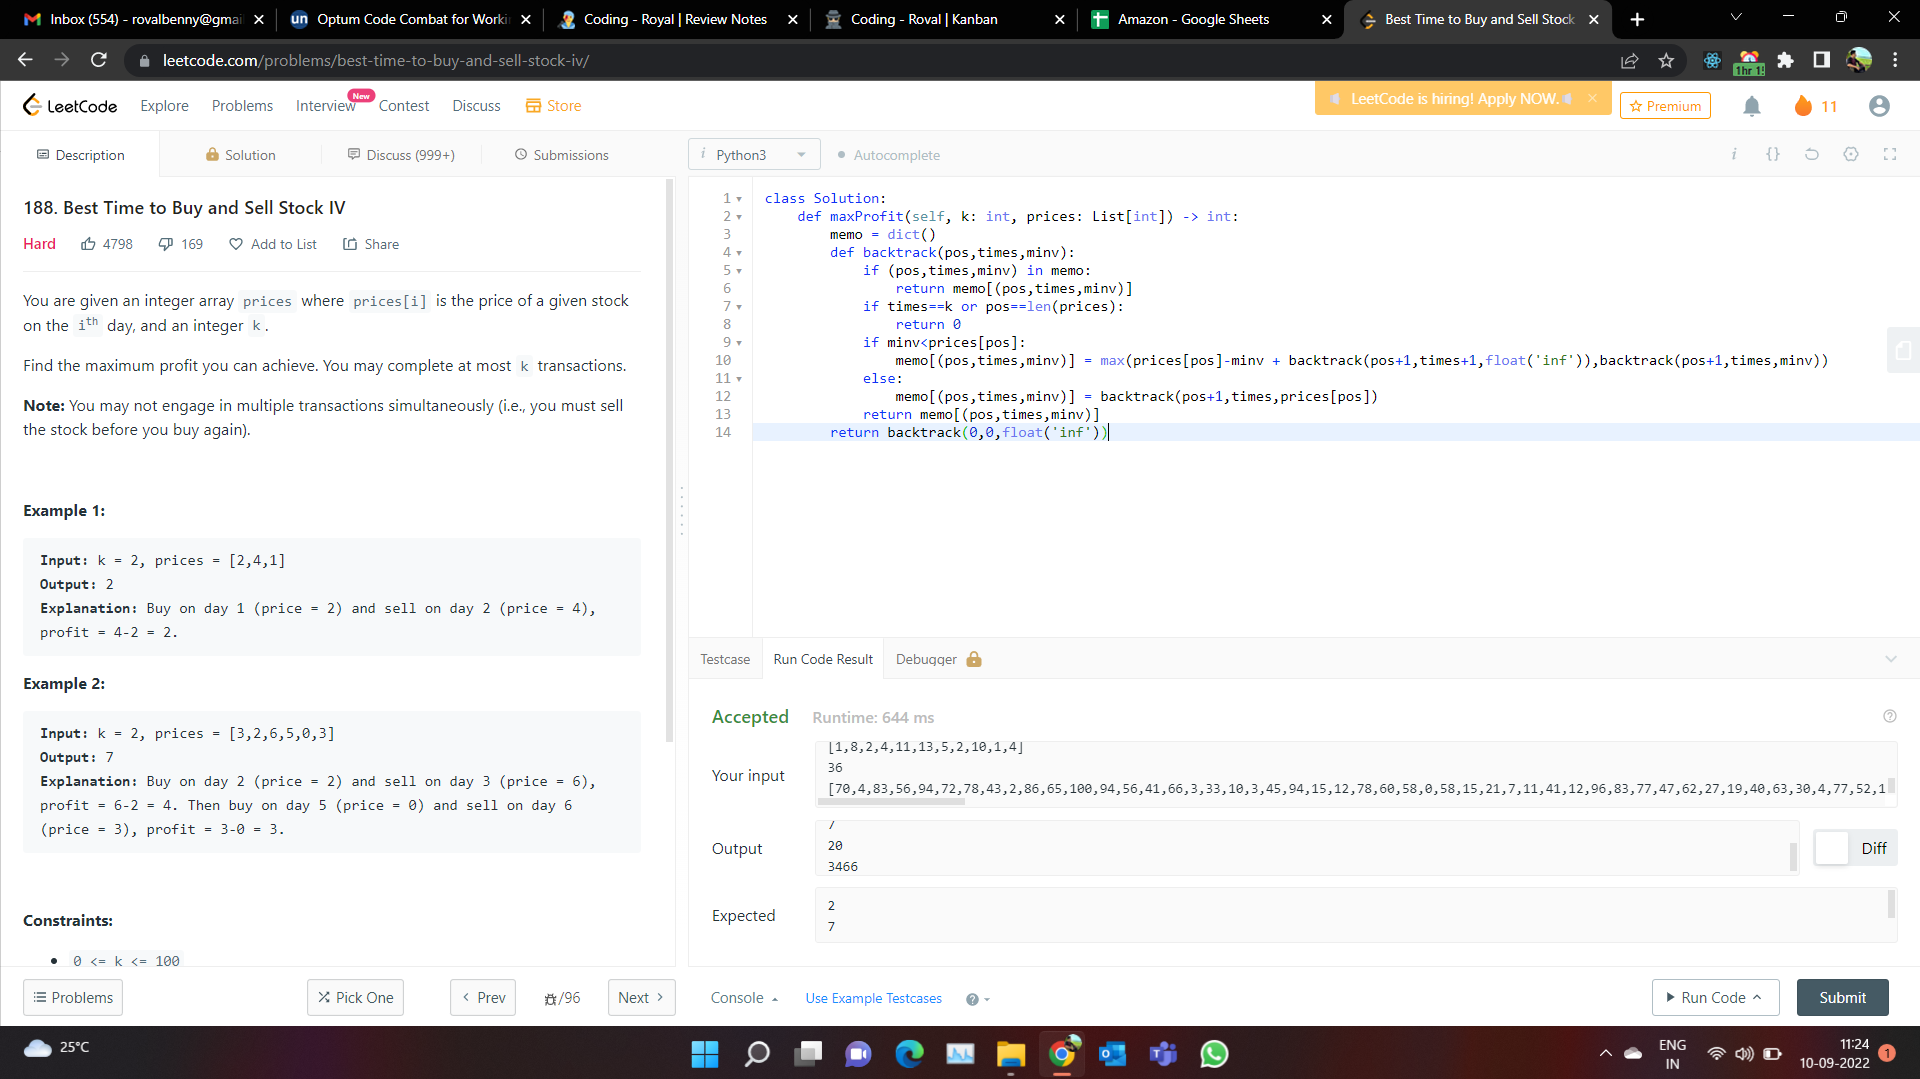 Inbox (554) - rovalbenny@gmai
Optum Code Combat for Worki
Coding - Royal | Review Notes
Coding - Roval | Kanban
Amazon - Google Sheets
Best Time to Buy and Sell Stock
leetcode.com/problems/best-time-to-buy-and-sell-stock-iv/
1hr 1!
LeetCode
Explore
Problems
Interview
New
Contest
Discuss
Store
LeetCode is hiring! Apply NOW.
Premium
11
Description
Solution
Discuss (999+)
Submissions
i Python3
Autocomplete
188. Best Time to Buy and Sell Stock IV
Hard
4798
169
Add to List
Share
You are given an integer array prices where prices[i] is the price of a given stock
on the ith day, and an integer k.
Find the maximum profit you can achieve. You may complete at most k transactions.
Note: You may not engage in multiple transactions simultaneously (i.e., you must sell
the stock before you buy again).
Example 1:
Input: k = 2, prices = [2,4,1]
Output: 2
Explanation: Buy on day 1 (price = 2) and sell on day 2 (price = 4),
profit = 4-2 = 2.
Example 2:
Input: k = 2, prices = [3,2,6,5,0,3]
Output: 7
Explanation: Buy on day 2 (price = 2) and sell on day 3 (price = 6),
profit = 6-2 = 4. Then buy on day 5 (price = 0) and sell on day 6
(price = 3), profit = 3-0 = 3.
Constraints:
0 <= k <= 100
1 class Solution:
2 def maxProfit(self, k: int, prices: List[int]) -> int:
3 memo = dict()
4 def backtrack(pos,times,minv):
5 if (pos,times,minv) in memo:
6 return memo[(pos,times,minv)]
7 if times==k or pos==len(prices):
8 return 0
9 if minv<prices[pos]:
10 memo[(pos,times,minv)] = max(prices[pos]-minv + backtrack(pos+1,times+1,float('inf')),backtrack(pos+1,times,minv))
11 else:
12 memo[(pos,times,minv)] = backtrack(pos+1,times,prices[pos])
13 return memo[(pos,times,minv)]
14 return backtrack(0,0,float('inf'))
Testcase
Run Code Result
Debugger
Accepted
Runtime: 644 ms
Your input
[1,8,2,4,11,13,5,2,10,1,4]
36
[70,4,83,56,94,72,78,43,2,86,65,100,94,56,41,66,3,33,10,3,45,94,15,12,78,60,58,0,58,15,21,7,11,41,12,96,83,77,47,62,27,19,40,63,30,4,77,52,1
Output
7
20
3466
Diff
Expected
2
7
Problems
Pick One
Prev
/96
Next
Console
Use Example Testcases
Run Code
Submit
25°C
ENG
IN
11:24
10-09-2022
1